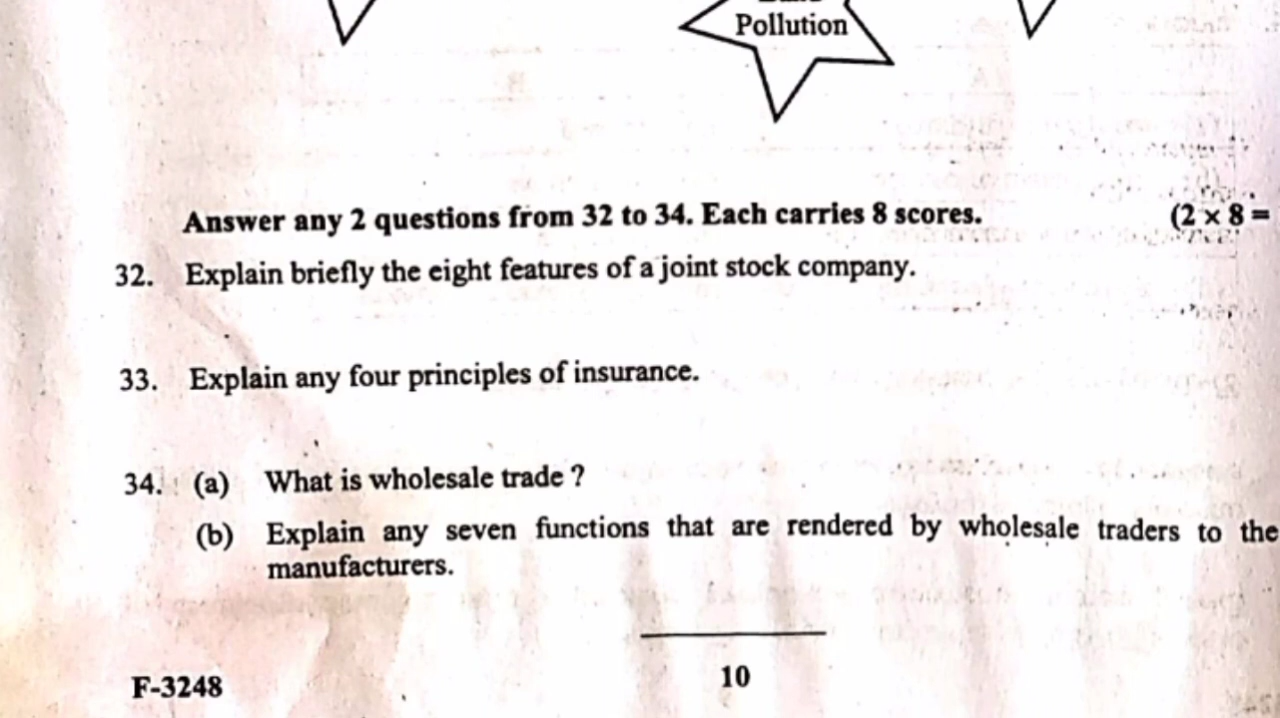 Pollution
Answer any 2 questions from 32 to 34. Each carries 8 scores. (2 × 8 =
32. Explain briefly the eight features of a joint stock company.
33. Explain any four principles of insurance.
34. (a) What is wholesale trade ?
(b) Explain any seven functions that are rendered by wholesale traders to the
manufacturers.
10
F-3248